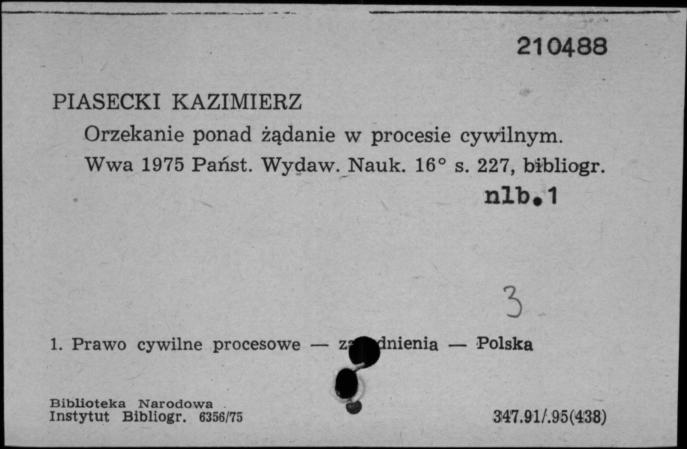 210488
PIASECKI KAZIMIERZ
Orzekanie ponad żądanie w procesie cywilnym.
Wwa 1975 Państ. Wydaw. Nauk. 16° s. 227, bibliogr.
nlb.1
3
1. Prawo cywilne procesowe — — Polska
Biblioteka Narodowa
Instytut Bibliogr. 6356/75
347.91/.95(438)